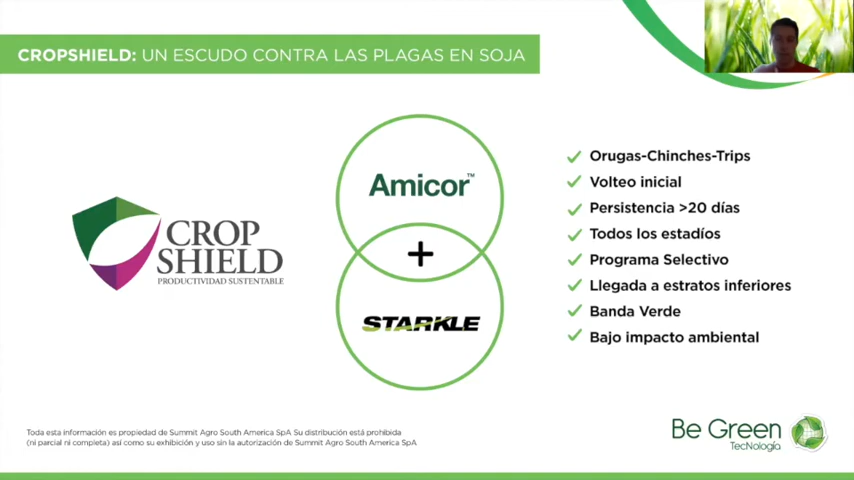 CROPSHIELD: UN ESCUDO CONTRA LAS PLAGAS EN SOJA
CROP
SHIELD
PRODUCTIVIDAD SUSTENTABLE
Amicor™
+
STARKLE
Orugas-Chinches-Trips
Volteo inicial
Persistencia >20 días
Todos los estadíos
Programa Selectivo
Llegada a estratos inferiores
Banda Verde
Bajo impacto ambiental
Toda esta información es propiedad de Summit Agro South America SpA Su distribución está prohibida
(ni parcial ni completa) así como su exhibición y uso sin la autorización de Summit Agro South America SpA
Be Green
TecNología